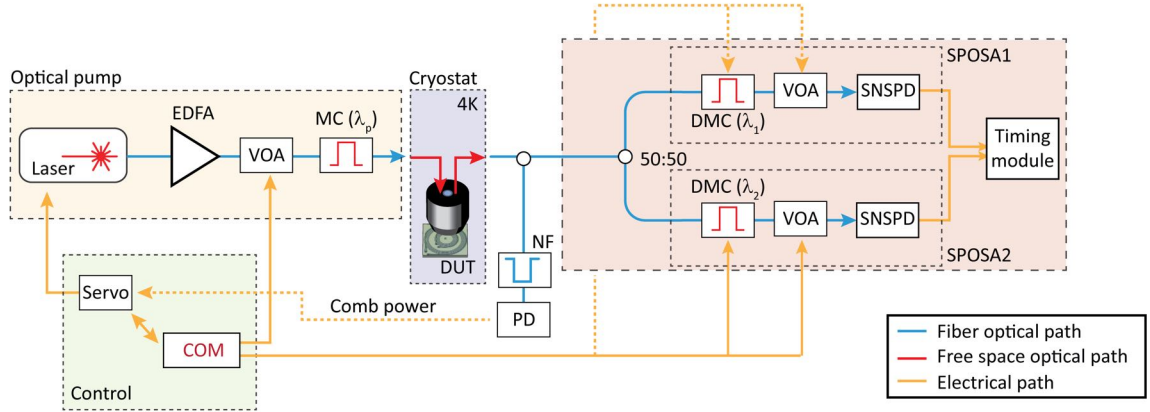 Optical pump
EDFA
Laser
VOA
MC (λp)
Cryostat
4K
DUT
NF
PD
50:50
SPOSA1
DMC (λ1)
VOA
SNSPD
DMC (λ2)
VOA
SNSPD
SPOSA2
Timing
module
Servo
Comb power
COM
Control
Fiber optical path
Free space optical path
Electrical path